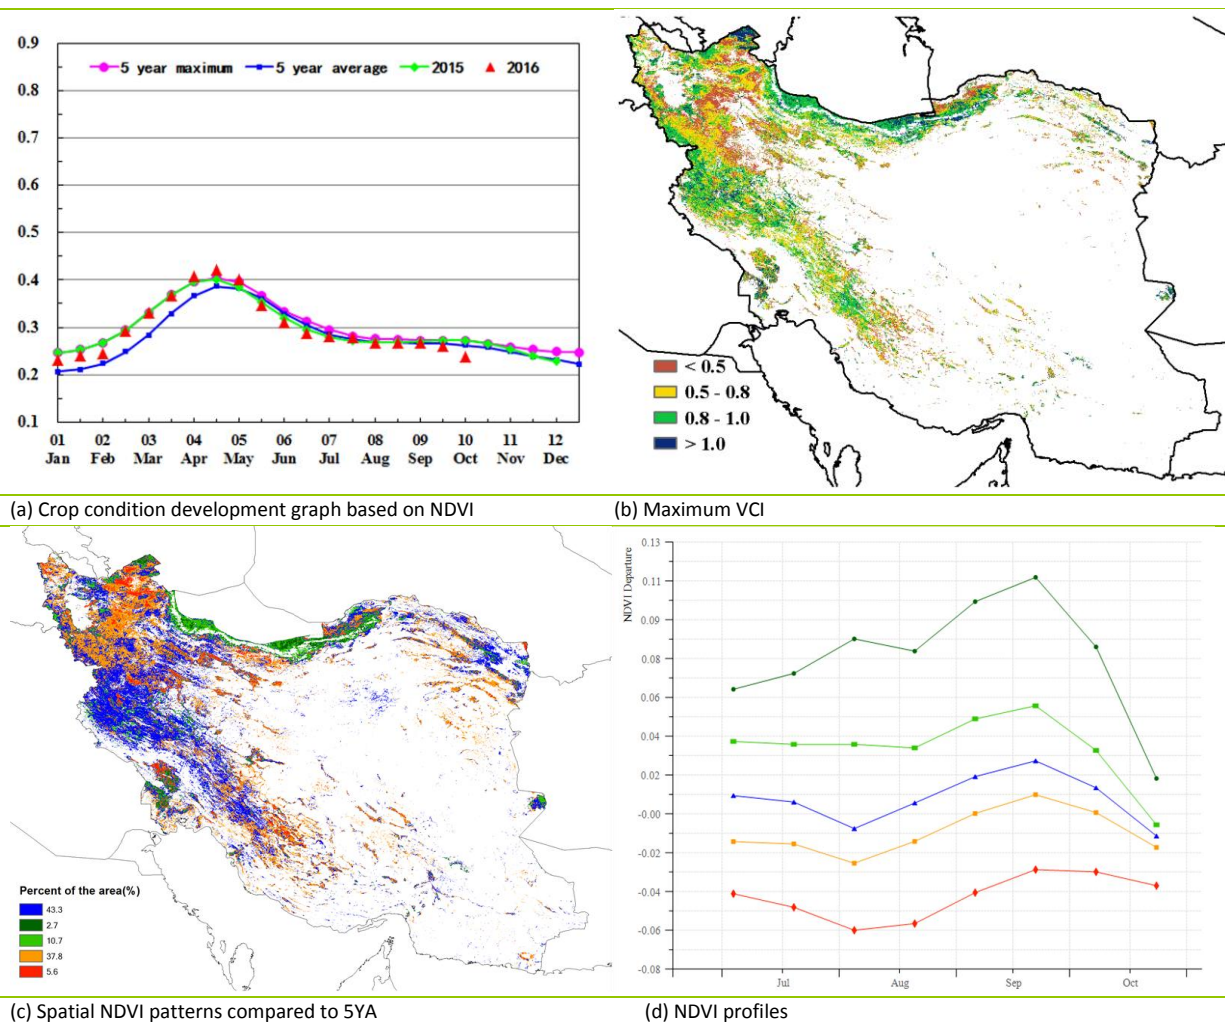 0.9
5 year maximum 5 year average 2015 2016
0.8
0.7
0.6
0.5
0.4
0.3
0.2
0.1
01 02 03 04 05 06 07 08 09 10 11 12
Jan Feb Mar Apr May Jun Jul Aug Sep Oct Nov Dec
< 0.5
0.5 - 0.8
0.8 - 1.0
> 1.0
(a) Crop condition development graph based on NDVI
(b) Maximum VCI
Percent of the area(%)
43.3
2.7
10.7
37.8
5.6
NDVI Departure
0.13
0.11
0.09
0.08
0.06
0.04
0.02
-0.00
-0.02
-0.04
-0.06
-0.08
Jul Aug Sep Oct
(c) Spatial NDVI patterns compared to 5YA
(d) NDVI profiles